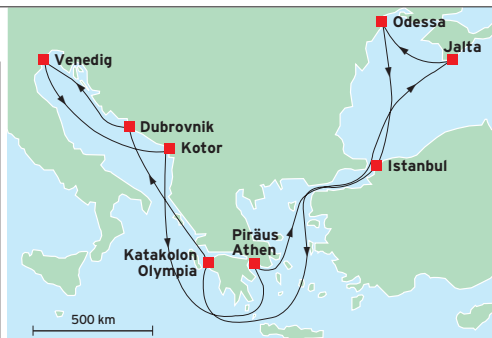 Odessa
Jalta
Venedig
Dubrovnik
Kotor
Istanbul
Piräus
Athen
Katakolon
Olympia
500 km